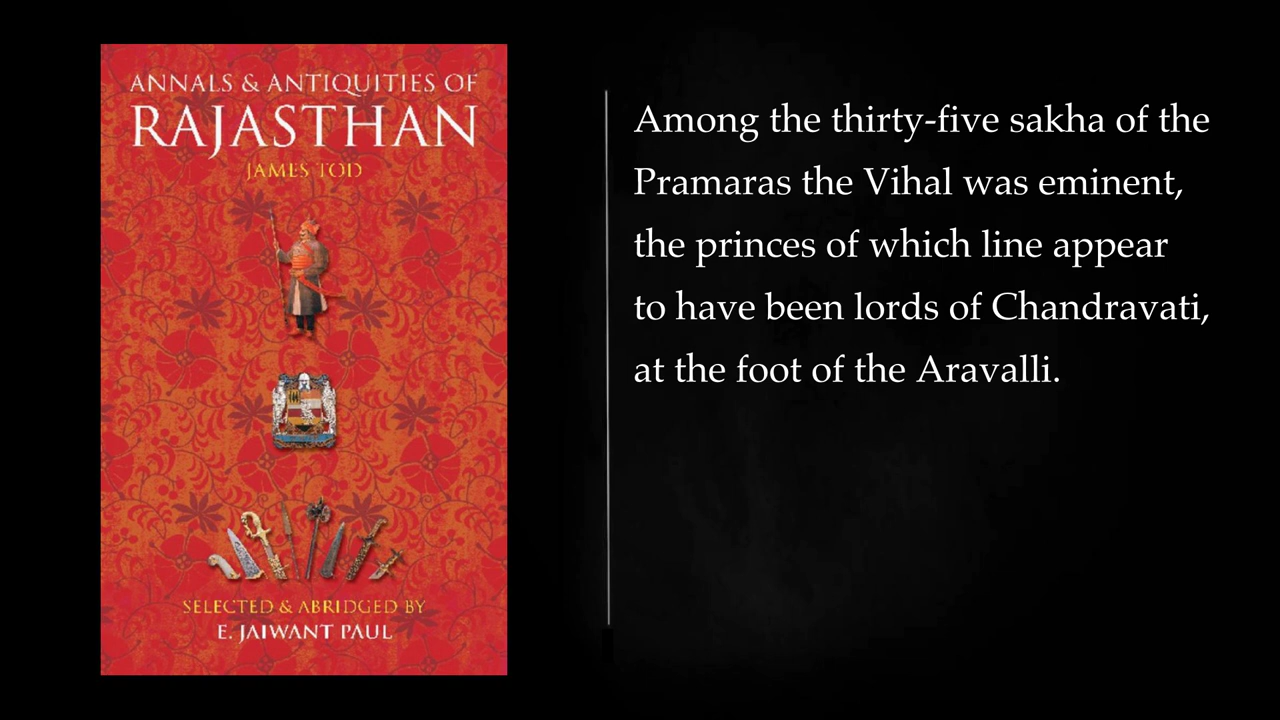 ANNALS & ANTIQUITIES OF
RAJASTHAN
JAMES TOD
SELECTED & ABRIDGED BY
E. JAIWANT PAUL
Among the thirty-five sakha of the
Pramaras the Vihal was eminent,
the princes of which line appear
to have been lords of Chandravati,
at the foot of the Aravalli.